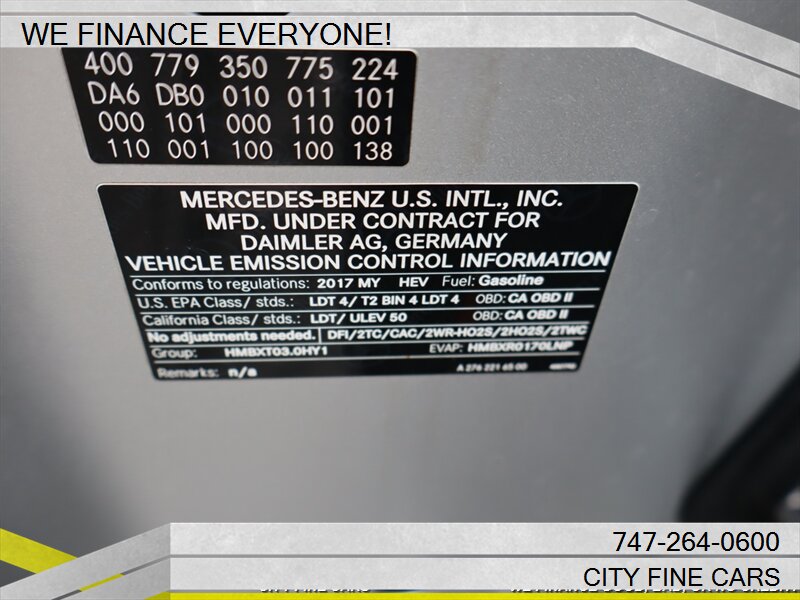 WE FINANCE EVERYONE!
400 779 350 775 224
DA6 DB0 010 011 101
000 101 000 110 001
110 001 100 100 138
MERCEDES-BENZ U.S. INTL., INC.
MFD. UNDER CONTRACT FOR
DAIMLER AG, GERMANY
VEHICLE EMISSION CONTROL INFORMATION
Conforms to regulations: 2017 MY HEV Fuel: Gasoline
U.S. EPA Class/ stds.: LDT 4/ T2 BIN 4 LDT 4 OBD: CA OBD II
California Class/ stds.: LDT/ ULEV 50 OBD: CA OBD II
No adjustments needed. DFI/2TC/CAC/2WR-HO2S/2HO2S/2TWC
Group: HMBXT03.0HY1 EVAP: HMBXR0170LNP
Remarks: n/a A 276 221 65 00
747-264-0600
CITY FINE CARS